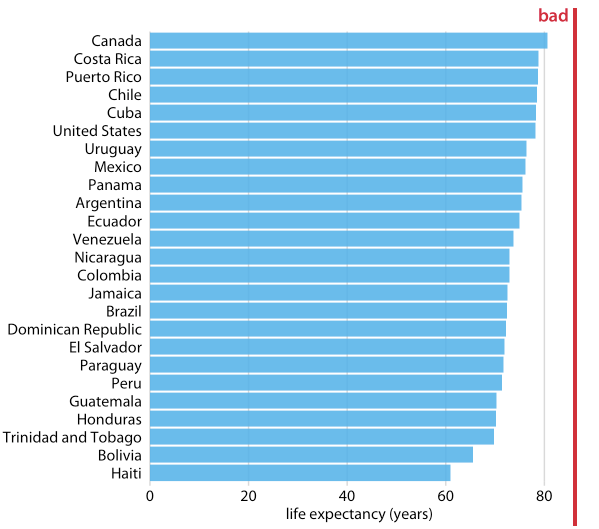 bad
Canada
Costa Rica
Puerto Rico
Chile
Cuba
United States
Uruguay
Mexico
Panama
Argentina
Ecuador
Venezuela
Nicaragua
Colombia
Jamaica
Brazil
Dominican Republic
El Salvador
Paraguay
Peru
Guatemala
Honduras
Trinidad and Tobago
Bolivia
Haiti
0 20 40 60 80
life expectancy (years)